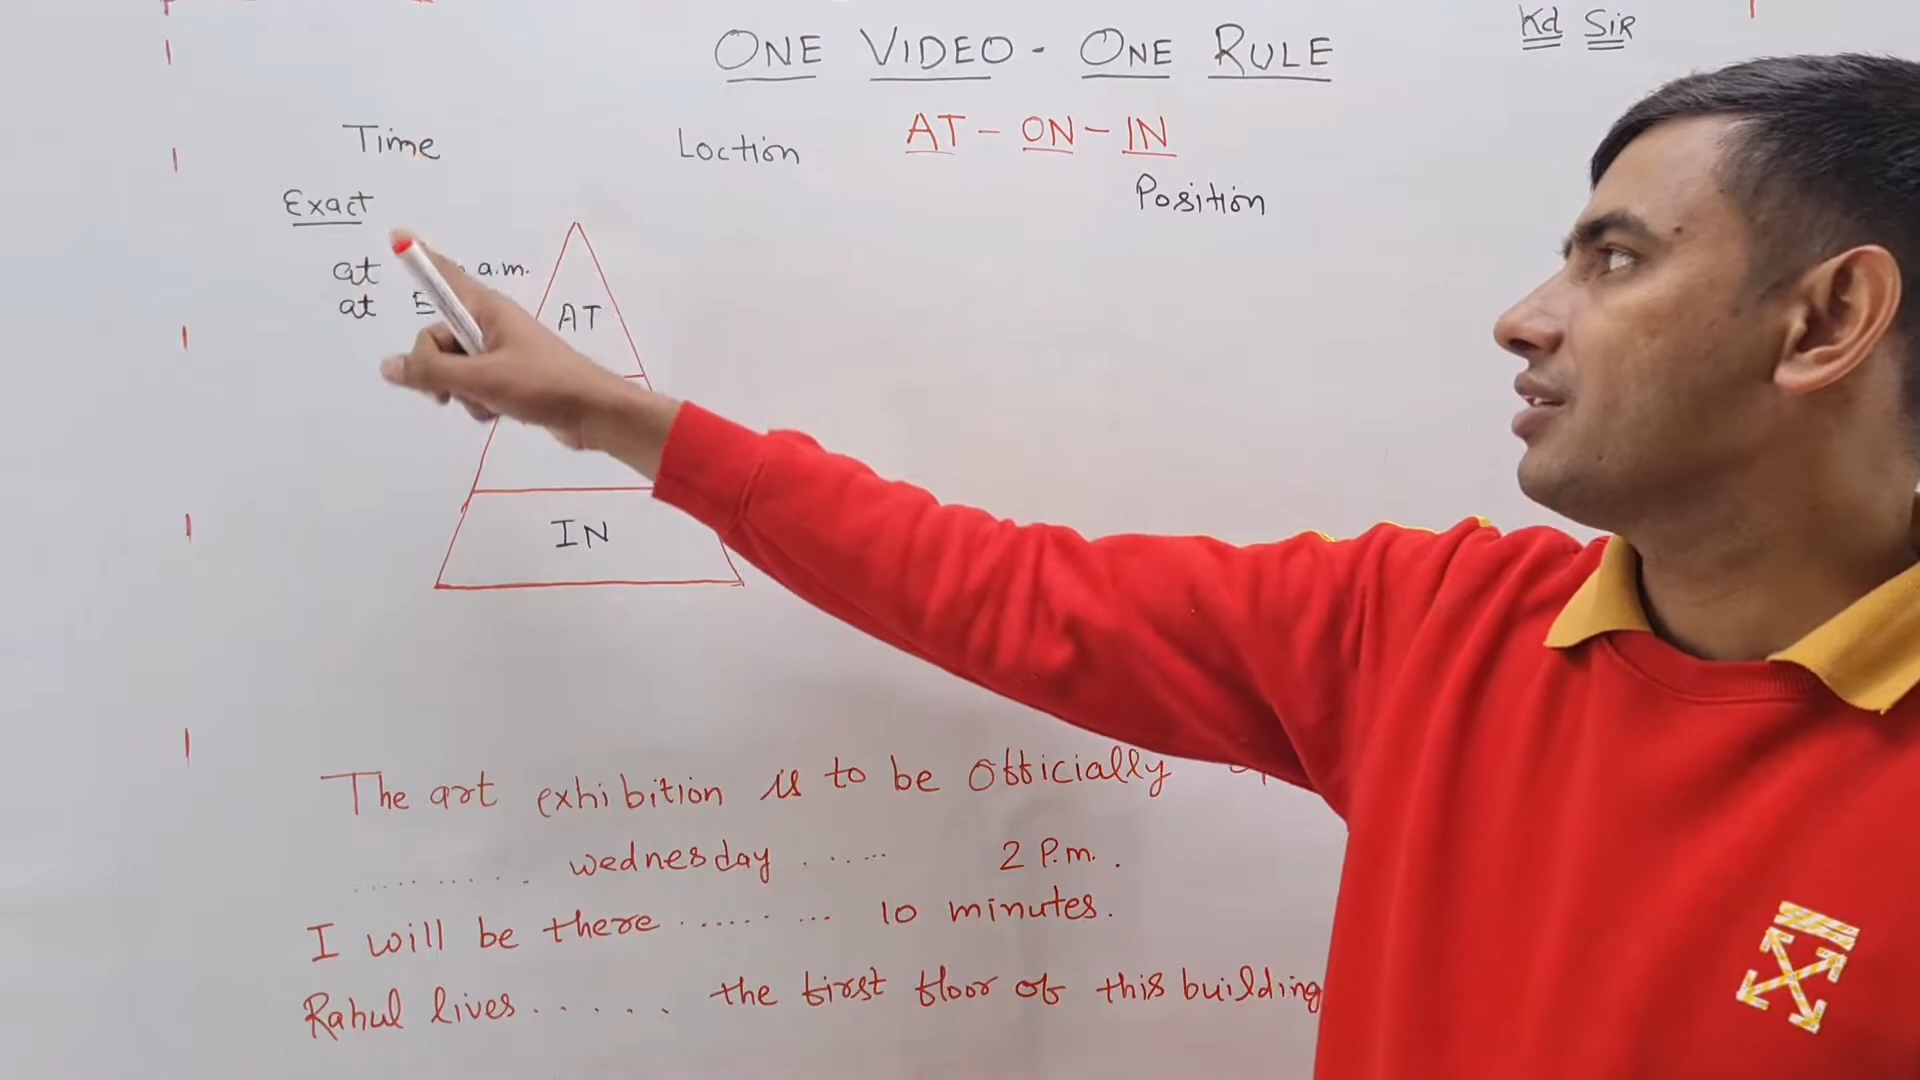 ONE VIDEO - ONE RULE
Kd SiR
AT - ON - IN
Time
Loction
Position
Exact
at a.m.
at 5
AT
IN
The art exhibition is to be officially
.......... wednesday ...... 2 P.m.
I will be there ......... 10 minutes.
Rahul lives ..... the first floor of this building